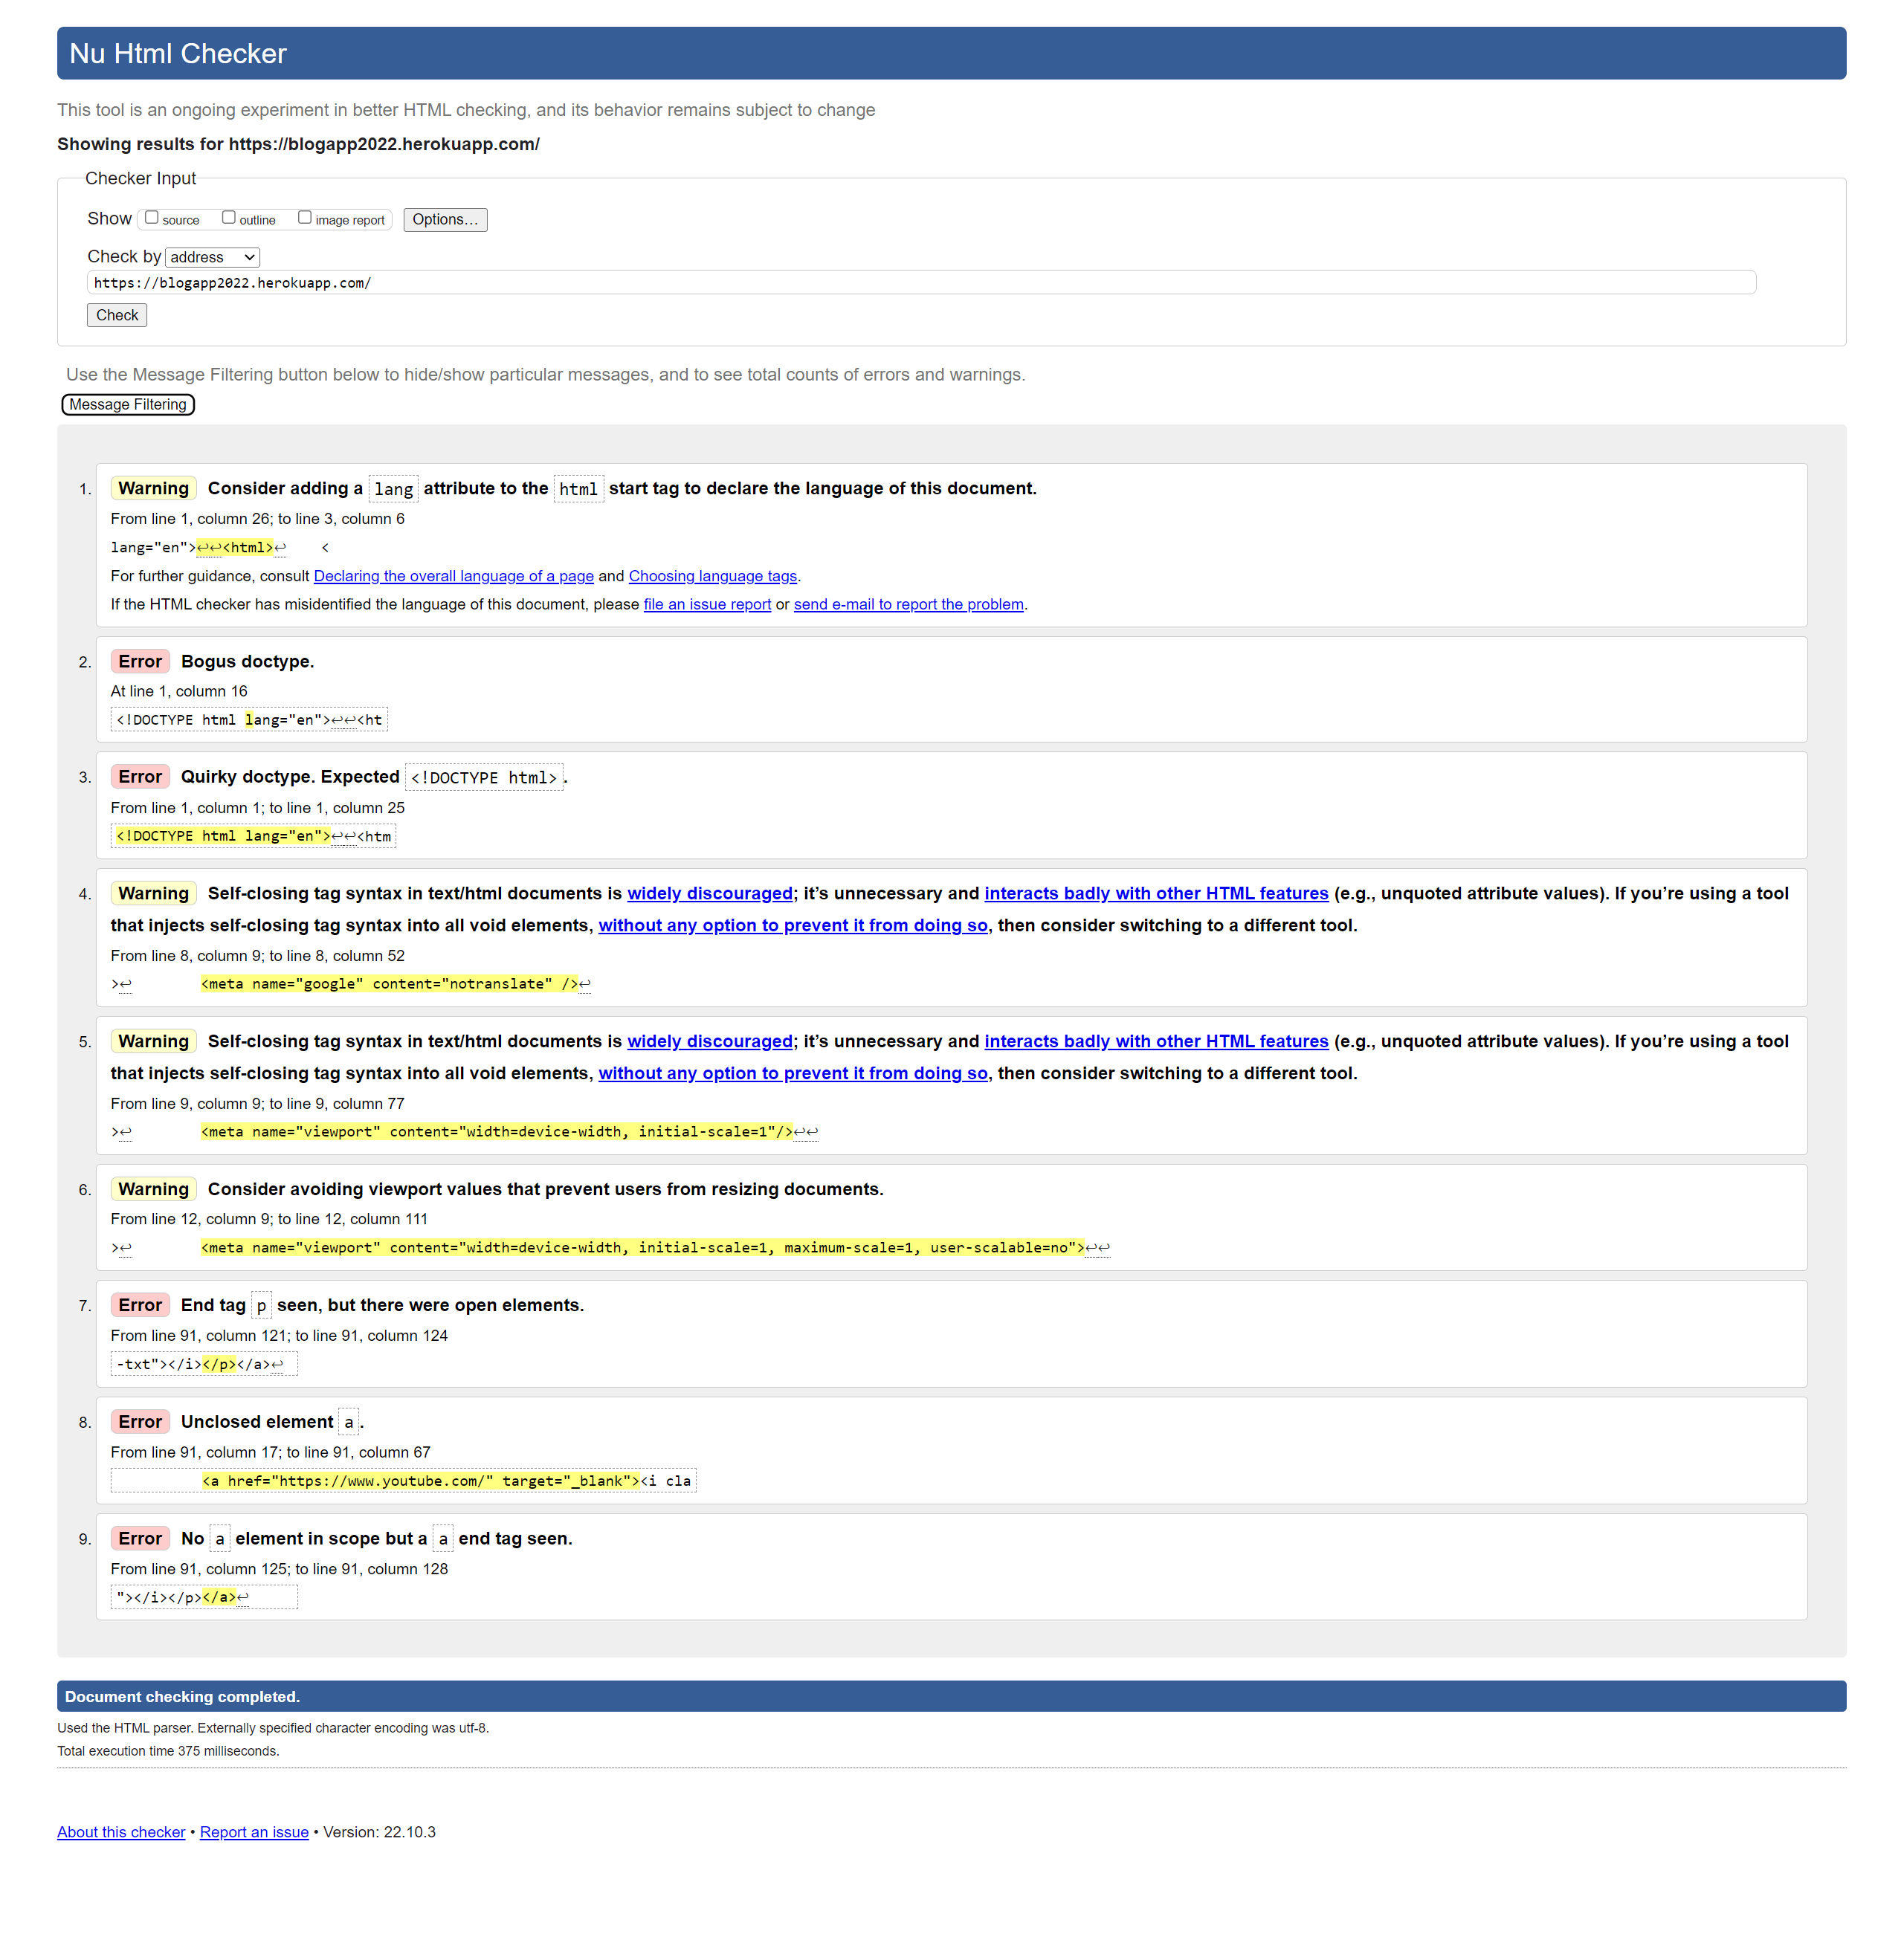 Nu Html Checker
This tool is an ongoing experiment in better HTML checking, and its behavior remains subject to change
Showing results for https://blogapp2022.herokuapp.com/
Checker Input
Show source outline image report Options...
Check by address
https://blogapp2022.herokuapp.com/
Check
Use the Message Filtering button below to hide/show particular messages, and to see total counts of errors and warnings.
Message Filtering
1. Warning Consider adding a lang attribute to the html start tag to declare the language of this document.
From line 1, column 26; to line 3, column 6
lang="en">↩↩<html>↩    <
For further guidance, consult Declaring the overall language of a page and Choosing language tags.
If the HTML checker has misidentified the language of this document, please file an issue report or send e-mail to report the problem.
2. Error Bogus doctype.
At line 1, column 16
<!DOCTYPE html lang="en">↩↩<ht
3. Error Quirky doctype. Expected <!DOCTYPE html>.
From line 1, column 1; to line 1, column 25
<!DOCTYPE html lang="en">↩↩<htm
4. Warning Self-closing tag syntax in text/html documents is widely discouraged; it’s unnecessary and interacts badly with other HTML features (e.g., unquoted attribute values). If you’re using a tool
that injects self-closing tag syntax into all void elements, without any option to prevent it from doing so, then consider switching to a different tool.
From line 8, column 9; to line 8, column 52
>↩        <meta name="google" content="notranslate" />↩
5. Warning Self-closing tag syntax in text/html documents is widely discouraged; it’s unnecessary and interacts badly with other HTML features (e.g., unquoted attribute values). If you’re using a tool
that injects self-closing tag syntax into all void elements, without any option to prevent it from doing so, then consider switching to a different tool.
From line 9, column 9; to line 9, column 77
>↩        <meta name="viewport" content="width=device-width, initial-scale=1"/>↩↩
6. Warning Consider avoiding viewport values that prevent users from resizing documents.
From line 12, column 9; to line 12, column 111
>↩        <meta name="viewport" content="width=device-width, initial-scale=1, maximum-scale=1, user-scalable=no">↩↩
7. Error End tag p seen, but there were open elements.
From line 91, column 121; to line 91, column 124
-txt"></i></p></a>↩
8. Error Unclosed element a.
From line 91, column 17; to line 91, column 67
<a href="https://www.youtube.com/" target="_blank"><i cla
9. Error No a element in scope but a a end tag seen.
From line 91, column 125; to line 91, column 128
"></i></p></a>↩
Document checking completed.
Used the HTML parser. Externally specified character encoding was utf-8.
Total execution time 375 milliseconds.
About this checker • Report an issue • Version: 22.10.3